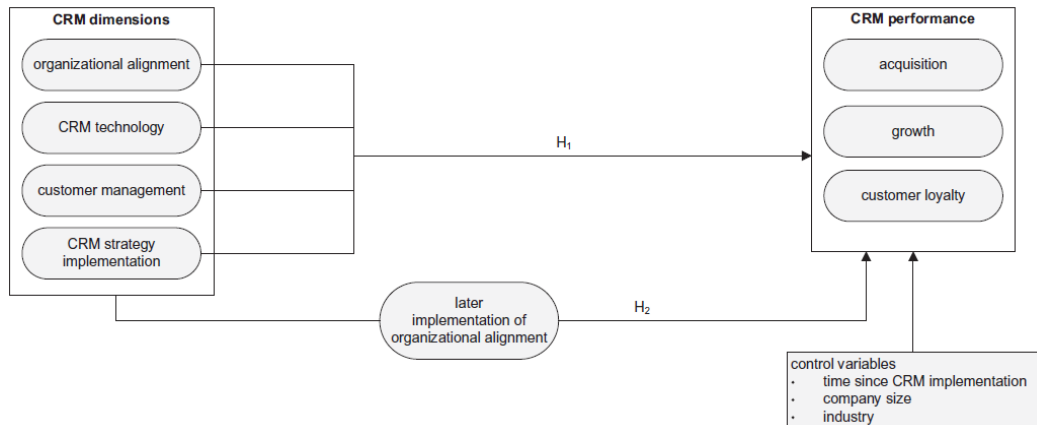 CRM dimensions
organizational alignment
CRM technology
customer management
CRM strategy
implementation
H₁
later
implementation of
organizational alignment
H₂
CRM performance
acquisition
growth
customer loyalty
control variables
· time since CRM implementation
· company size
· industry